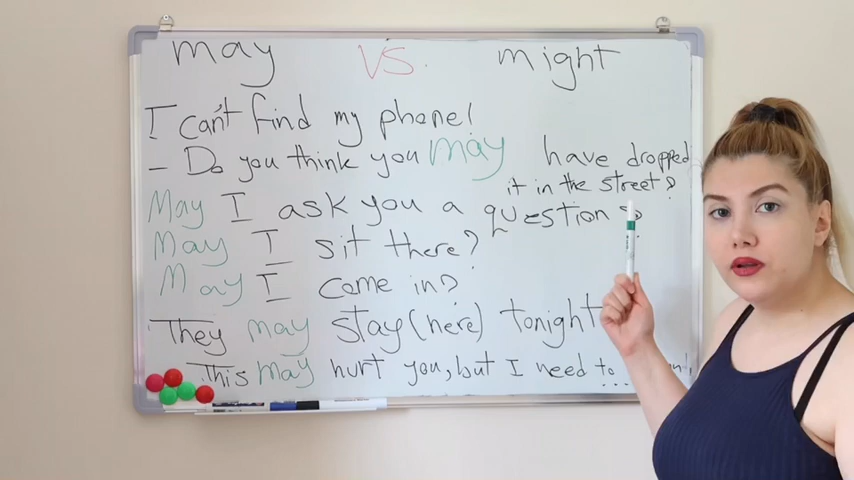 may vs. might
I can't find my phone!
- Do you think you may have dropped
it in the street?
May I ask you a question?
May I sit there?
May I come in?
They may stay (here) tonight
This may hurt you, but I need to....